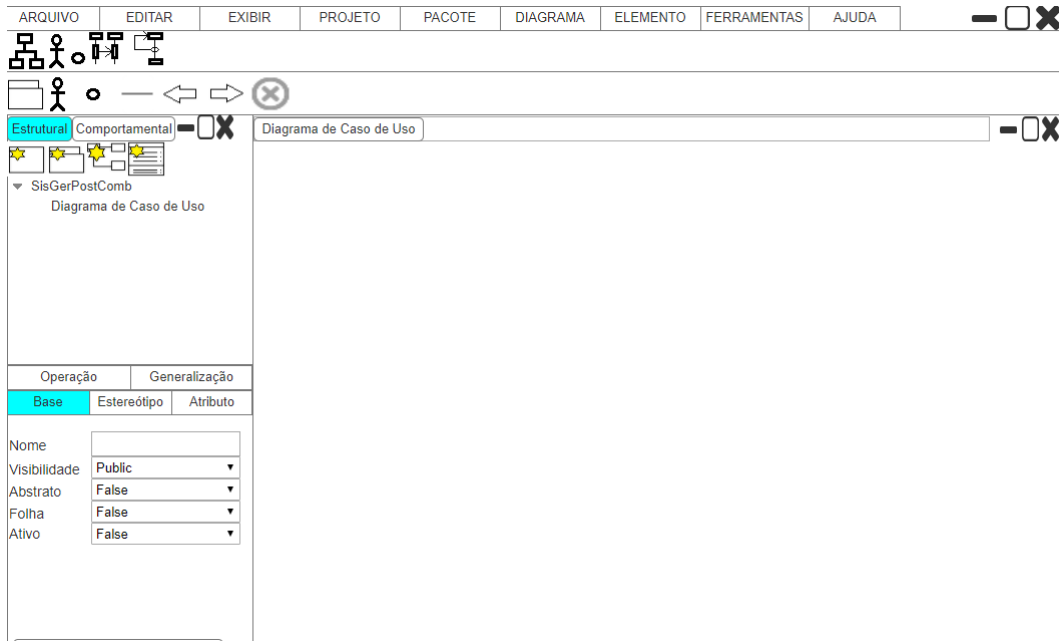 ARQUIVO EDITAR EXIBIR PROJETO PACOTE DIAGRAMA ELEMENTO FERRAMENTAS AJUDA
Estrutural Comportamental
Diagrama de Caso de Uso
SisGerPostComb
Diagrama de Caso de Uso
Operação Generalização
Base Estereótipo Atributo
Nome
Visibilidade Public
Abstrato False
Folha False
Ativo False